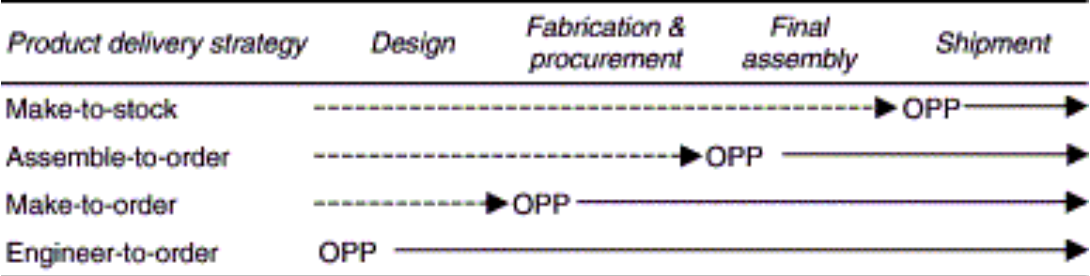 Product delivery strategy Design Fabrication & procurement Final assembly Shipment
Make-to-stock OPP
Assemble-to-order OPP
Make-to-order OPP
Engineer-to-order OPP